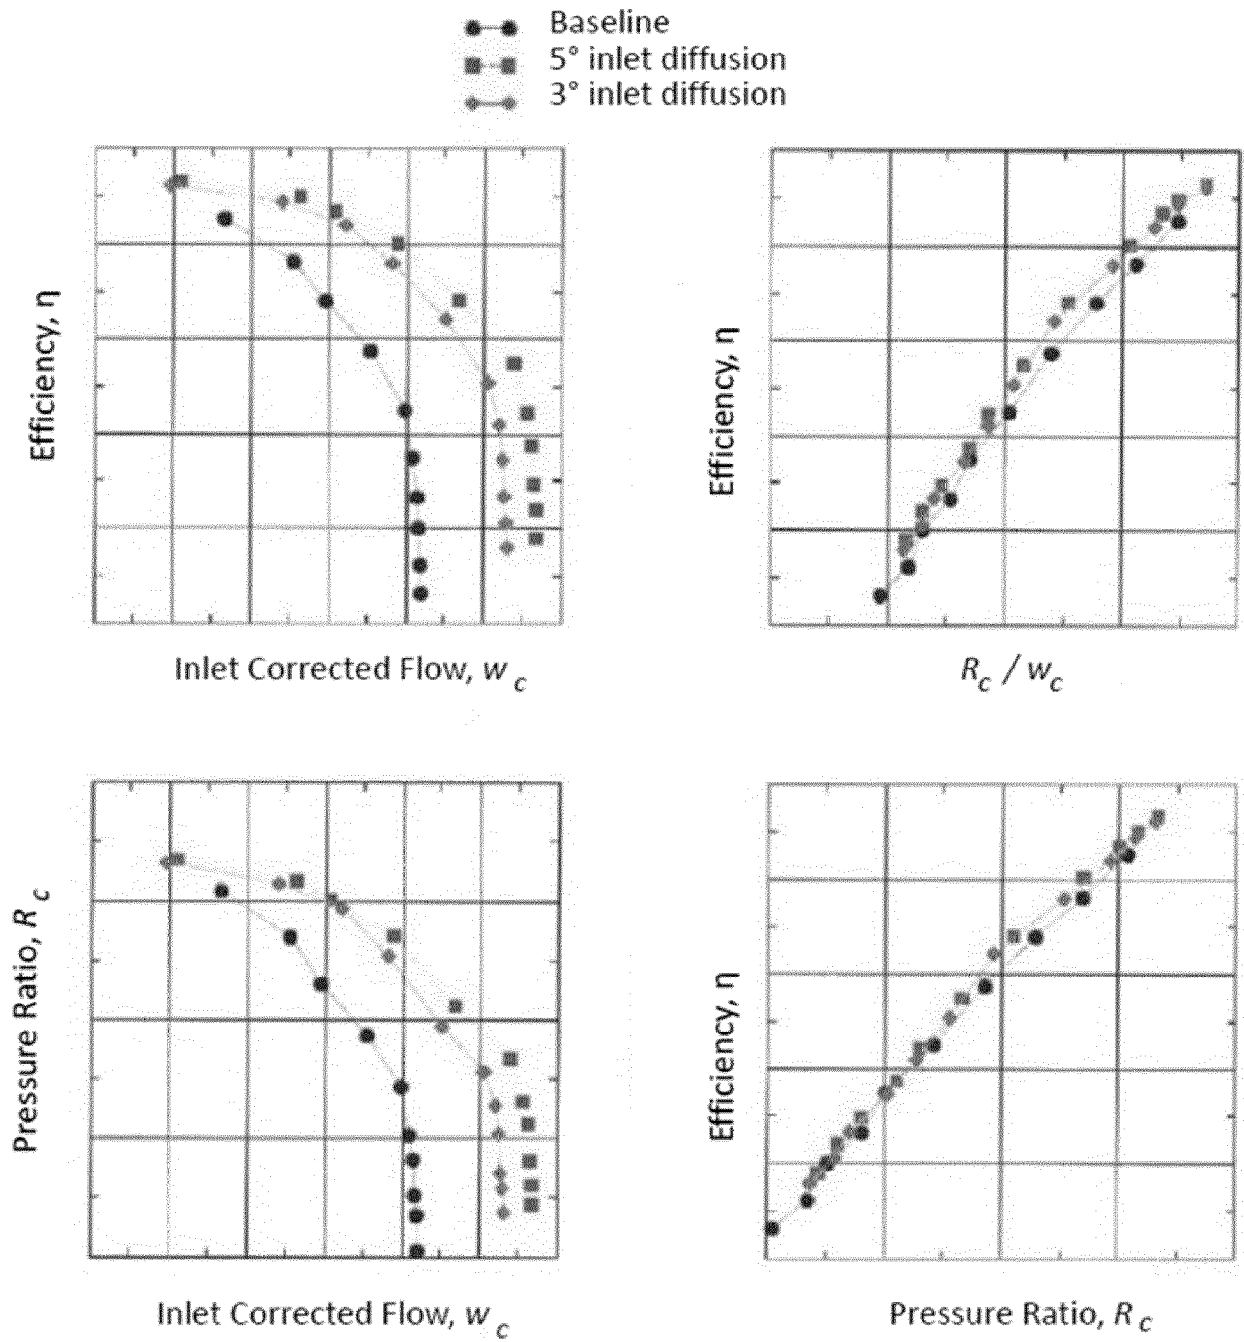 Baseline
5° inlet diffusion
3° inlet diffusion
Efficiency, η
Inlet Corrected Flow, w c
Efficiency, η
R c / w c
Pressure Ratio, R c
Inlet Corrected Flow, w c
Efficiency, η
Pressure Ratio, R c